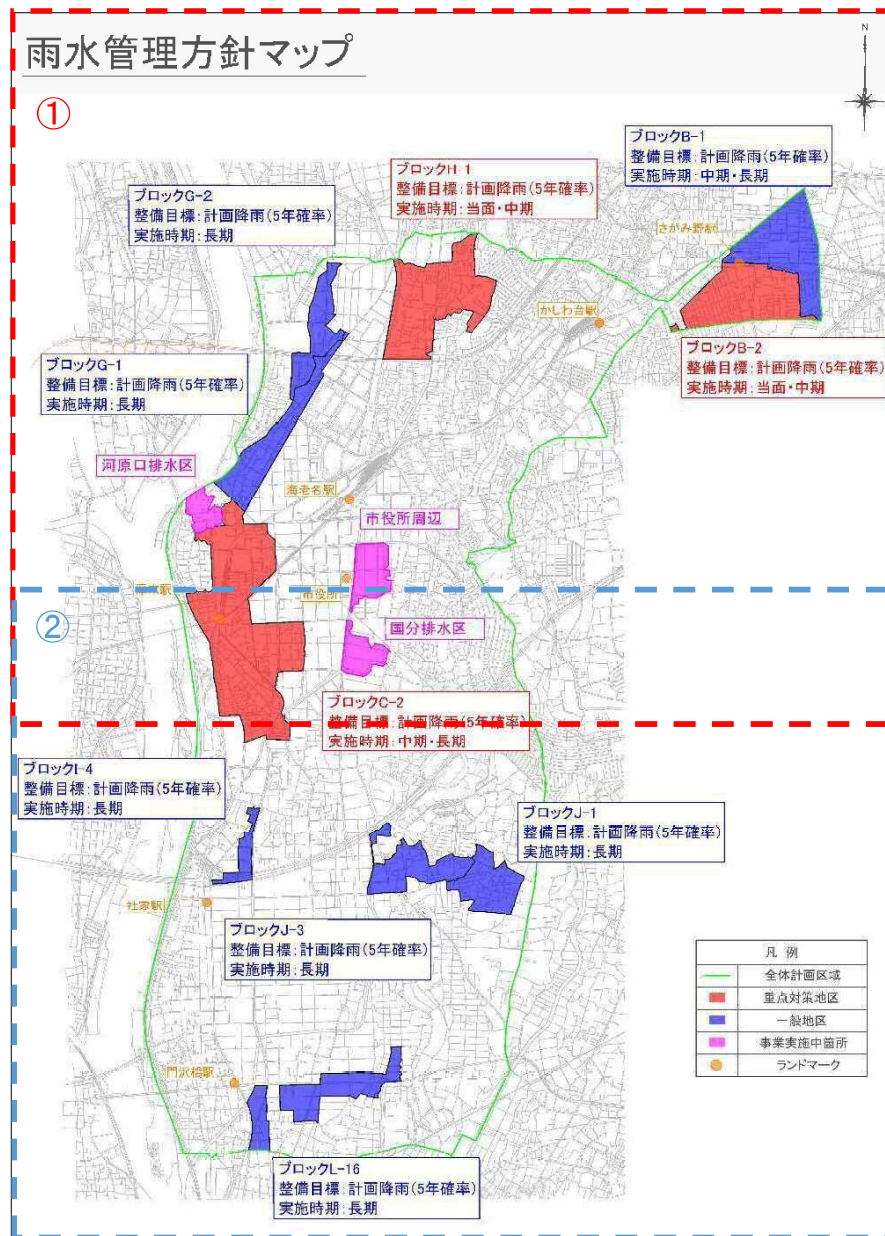 雨水管理方針マップ
N
①
ブロックB-1
整備目標:計画降雨(5年確率)
実施時期:中期・長期
ブロックH-1
整備目標:計画降雨(5年確率)
実施時期:当面・中期
ブロックG-2
整備目標:計画降雨(5年確率)
実施時期:長期
さがみ野駅
かしわ台駅
ブロックB-2
整備目標:計画降雨(5年確率)
実施時期:当面・中期
ブロックG-1
整備目標:計画降雨(5年確率)
実施時期:長期
河原口排水区
海老名駅
市役所周辺
厚木駅
市役所
②
国分排水区
ブロックC-2
整備目標:計画降雨(5年確率)
実施時期:中期・長期
ブロックI-4
整備目標:計画降雨(5年確率)
実施時期:長期
ブロックJ-1
整備目標:計画降雨(5年確率)
実施時期:長期
社家駅
ブロックJ-3
整備目標:計画降雨(5年確率)
実施時期:長期
凡 例
全体計画区域
重点対策地区
一般地区
事業実施中箇所
ランドマーク
門沢橋駅
ブロックL-16
整備目標:計画降雨(5年確率)
実施時期:長期